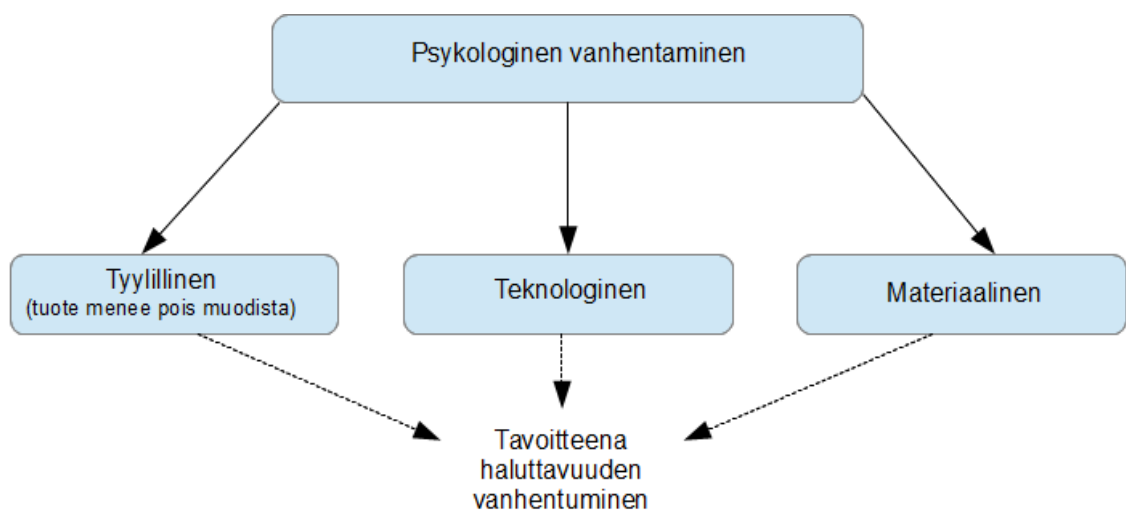 Psykologinen vanhentaminen
Tyylillinen
(tuote menee pois muodista)
Teknologinen
Materiaalinen
Tavoitteena
haluttavuuden
vanhentuminen